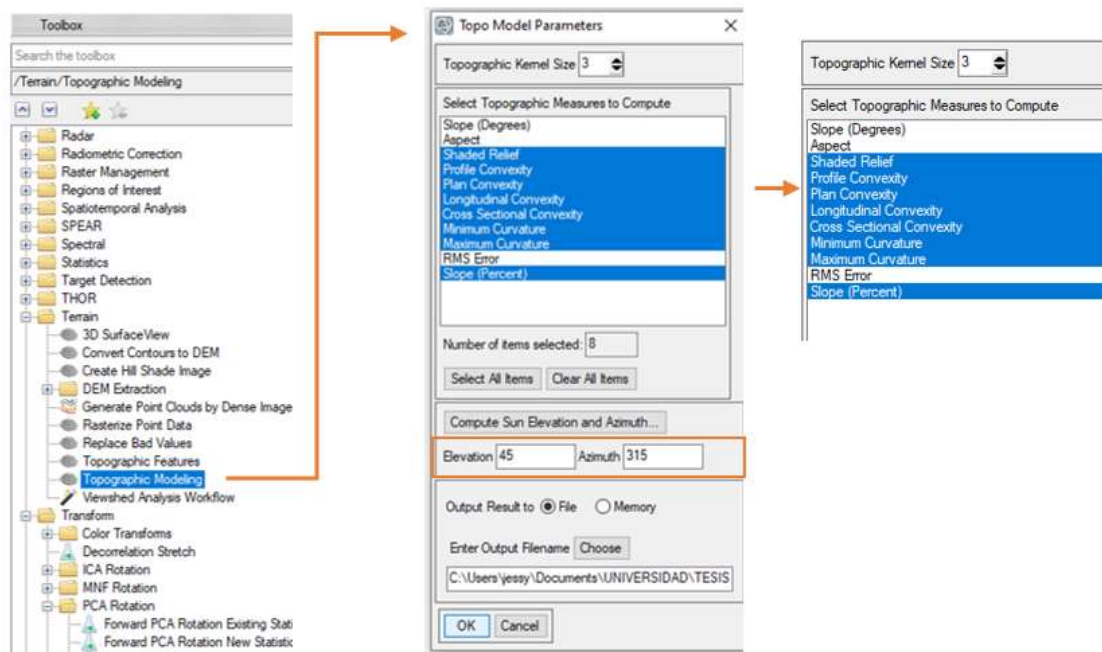 Toolbox
Search the toolbox
/Terrain/Topographic Modeling
Radar
Radiometric Correction
Raster Management
Regions of Interest
Spatiotemporal Analysis
SPEAR
Spectral
Statistics
Target Detection
THOR
Terrain
3D SurfaceView
Convert Contours to DEM
Create Hill Shade Image
DEM Extraction
Generate Point Clouds by Dense Image
Rasterize Point Data
Replace Bad Values
Topographic Features
Topographic Modeling
Viewshed Analysis Workflow
Transform
Color Transforms
Decorrelation Stretch
ICA Rotation
MNF Rotation
PCA Rotation
Forward PCA Rotation Existing Stati
Forward PCA Rotation New Statistic
Topo Model Parameters
Topographic Kernel Size 3
Select Topographic Measures to Compute
Slope (Degrees)
Aspect
Shaded Relief
Profile Convexity
Plan Convexity
Longitudinal Convexity
Cross Sectional Convexity
Minimum Curvature
Maximum Curvature
RMS Error
Slope (Percent)
Number of items selected: 8
Select All Items Clear All Items
Compute Sun Elevation and Azimuth...
Elevation 45 Azimuth 315
Output Result to File Memory
Enter Output Filename Choose
C:\Users\jessy\Documents\UNIVERSIDAD\TESIS
OK Cancel
Topographic Kernel Size 3
Select Topographic Measures to Compute
Slope (Degrees)
Aspect
Shaded Relief
Profile Convexity
Plan Convexity
Longitudinal Convexity
Cross Sectional Convexity
Minimum Curvature
Maximum Curvature
RMS Error
Slope (Percent)